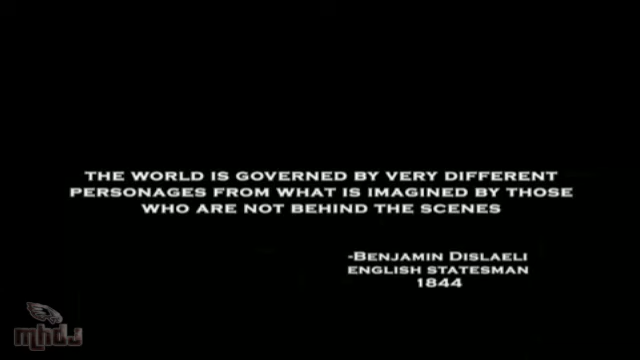 THE WORLD IS GOVERNED BY VERY DIFFERENT
PERSONAGES FROM WHAT IS IMAGINED BY THOSE
WHO ARE NOT BEHIND THE SCENES
-BENJAMIN DISLAELI
ENGLISH STATESMAN
1844
mhdj